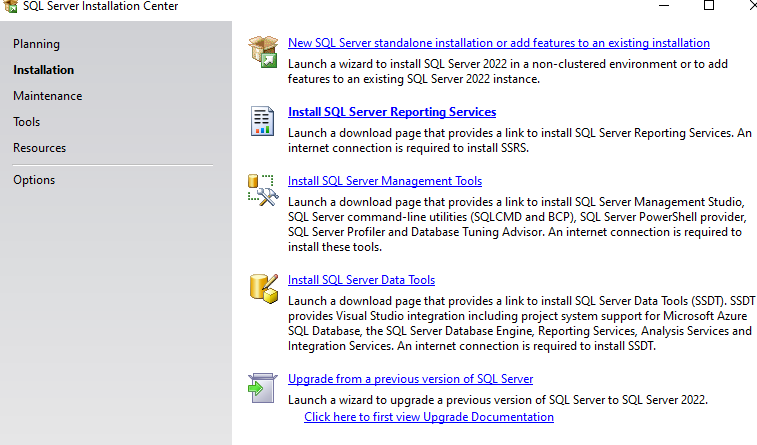 SQL Server Installation Center
Planning
Installation
Maintenance
Tools
Resources
Options
New SQL Server standalone installation or add features to an existing installation
Launch a wizard to install SQL Server 2022 in a non-clustered environment or to add
features to an existing SQL Server 2022 instance.
Install SQL Server Reporting Services
Launch a download page that provides a link to install SQL Server Reporting Services. An
internet connection is required to install SSRS.
Install SQL Server Management Tools
Launch a download page that provides a link to install SQL Server Management Studio,
SQL Server command-line utilities (SQLCMD and BCP), SQL Server PowerShell provider,
SQL Server Profiler and Database Tuning Advisor. An internet connection is required to
install these tools.
Install SQL Server Data Tools
Launch a download page that provides a link to install SQL Server Data Tools (SSDT). SSDT
provides Visual Studio integration including project system support for Microsoft Azure
SQL Database, the SQL Server Database Engine, Reporting Services, Analysis Services and
Integration Services. An internet connection is required to install SSDT.
Upgrade from a previous version of SQL Server
Launch a wizard to upgrade a previous version of SQL Server to SQL Server 2022.
Click here to first view Upgrade Documentation